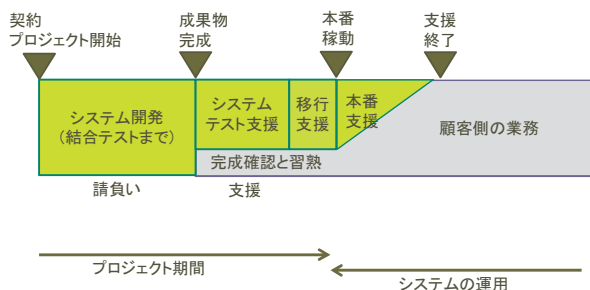 契約
プロジェクト開始
成果物
完成
本番
稼動
支援
終了
システム開発
(結合テストまで)
システム
テスト支援
移行
支援
本番
支援
顧客側の業務
完成確認と習熟
請負い
支援
プロジェクト期間
システムの運用